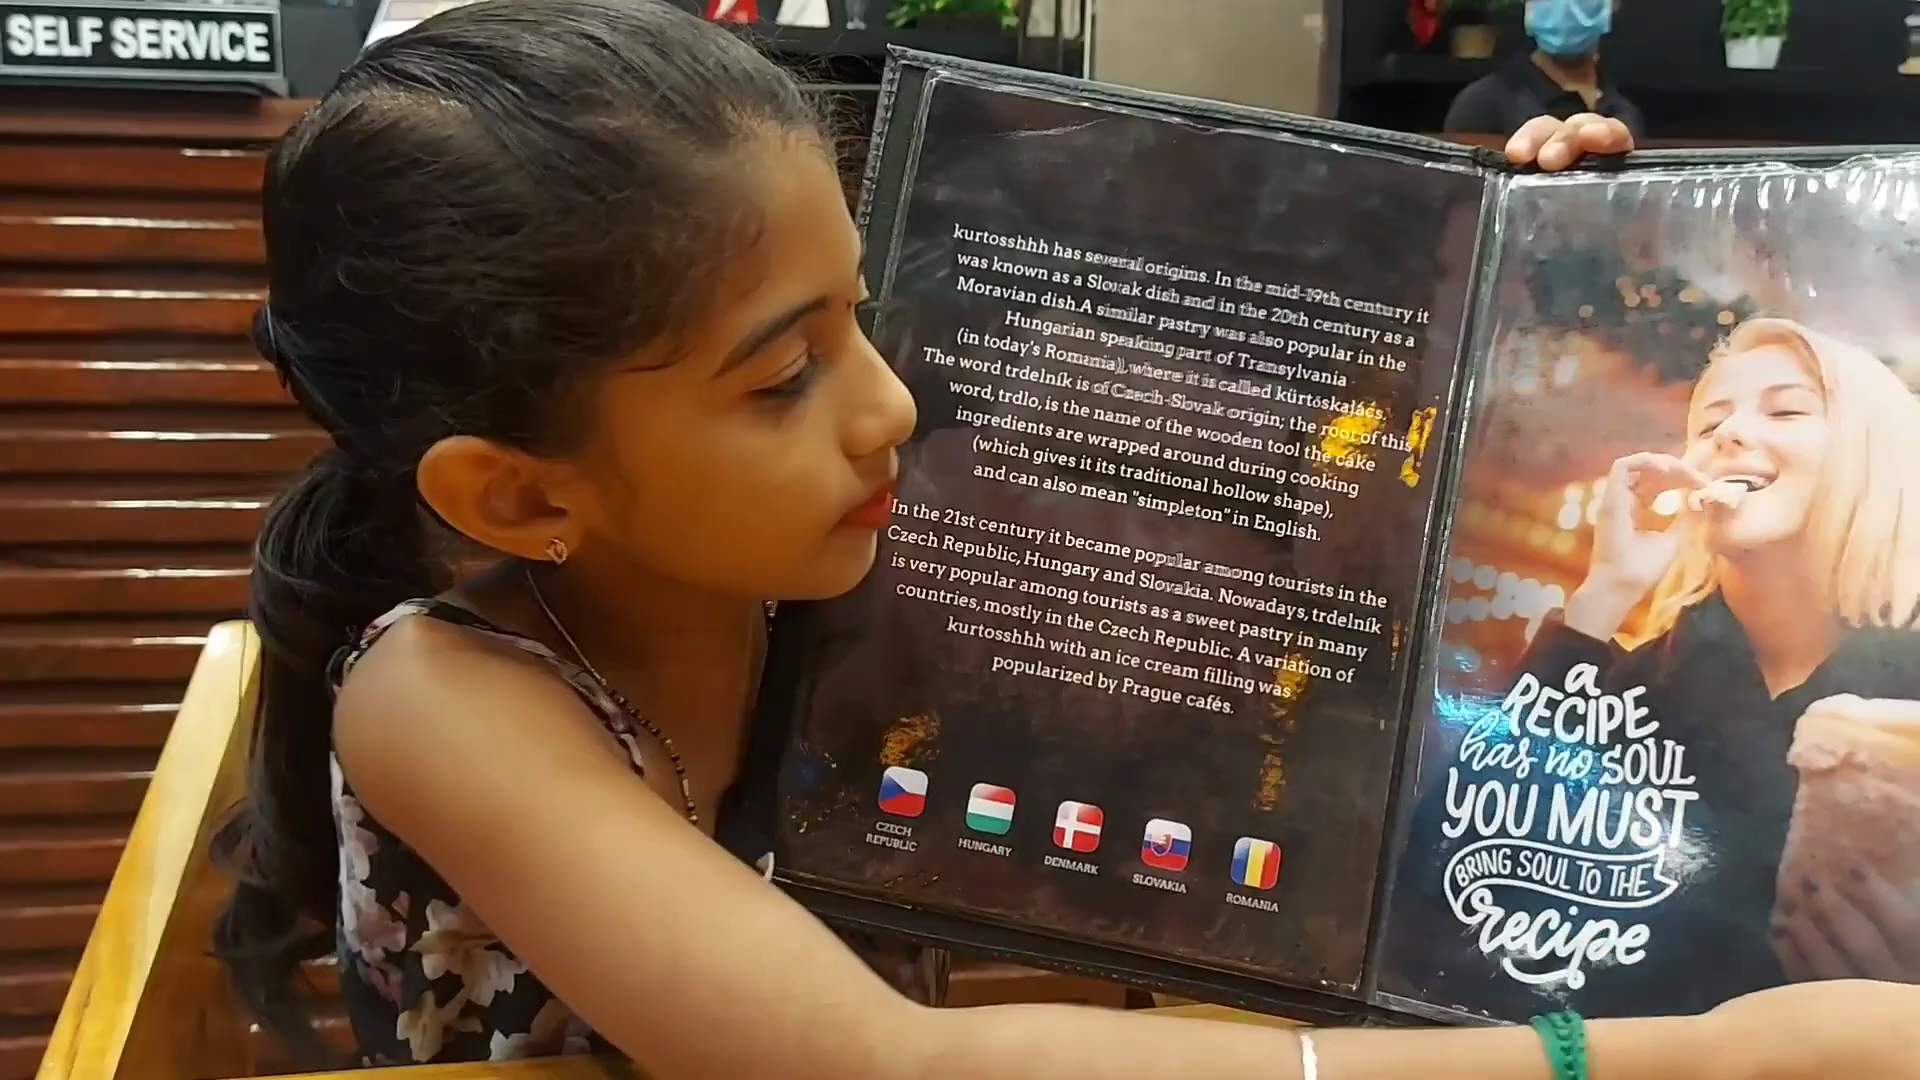 SELF SERVICE
kurtosshhh has several origins. In the mid-19th century it
was known as a Slovak dish and in the 20th century as a
Moravian dish.A similar pastry was also popular in the
Hungarian speaking part of Transylvania
(in today's Romania), where it is called kürtőskalács.
The word trdelník is of Czech-Slovak origin; the root of this
word, trdlo, is the name of the wooden tool the cake
ingredients are wrapped around during cooking
(which gives it its traditional hollow shape),
and can also mean "simpleton" in English.
In the 21st century it became popular among tourists in the
Czech Republic, Hungary and Slovakia. Nowadays, trdelník
is very popular among tourists as a sweet pastry in many
countries, mostly in the Czech Republic. A variation of
kurtosshhh with an ice cream filling was
popularized by Prague cafés.
CZECH
REPUBLIC
HUNGARY
DENMARK
SLOVAKIA
ROMANIA
a
RECIPE
has no SOUL
YOU MUST
BRING SOUL TO THE
recipe